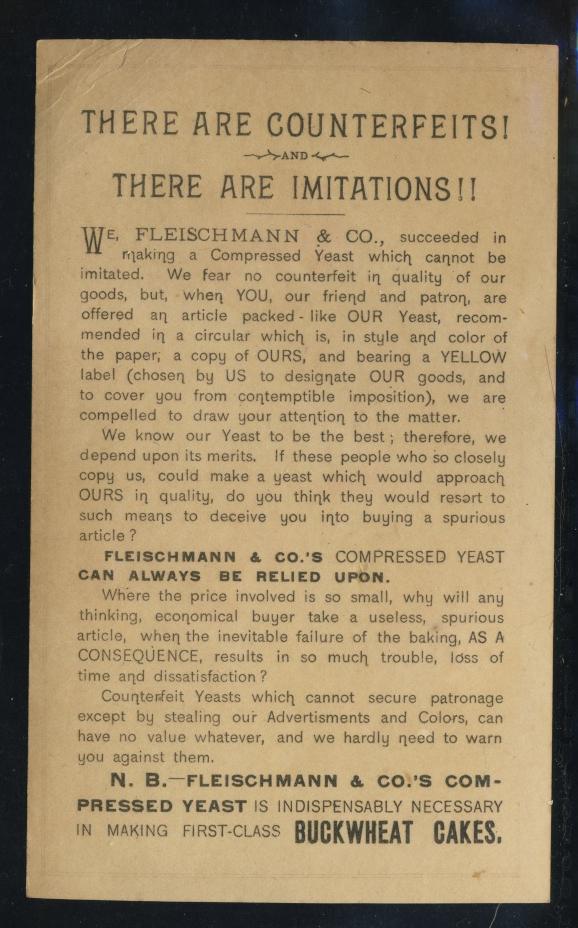 THERE ARE COUNTERFEITS!
AND
THERE ARE IMITATIONS!!
WE, FLEISCHMANN & CO., succeeded in
making a Compressed Yeast which cannot be
imitated. We fear no counterfeit in quality of our
goods, but, when YOU, our friend and patron, are
offered an article packed-like OUR Yeast, recom-
mended in a circular which is, in style and color of
the paper, a copy of OURS, and bearing a YELLOW
label (chosen by US to designate OUR goods, and
to cover you from contemptible imposition), we are
compelled to draw your attention to the matter.
We know our Yeast to be the best; therefore, we
depend upon its merits. If these people who so closely
copy us, could make a yeast which would approach
OURS in quality, do you think they would resort to
such means to deceive you into buying a spurious
article?
FLEISCHMANN & CO.'S COMPRESSED YEAST
CAN ALWAYS BE RELIED UPON.
Where the price involved is so small, why will any
thinking, economical buyer take a useless, spurious
article, when the inevitable failure of the baking, AS A
CONSEQUENCE, results in so much trouble, loss of
time and dissatisfaction?
Counterfeit Yeasts which cannot secure patronage
except by stealing our Advertisments and Colors, can
have no value whatever, and we hardly need to warn
you against them.
N. B.—FLEISCHMANN & CO.'S COM-
PRESSED YEAST IS INDISPENSABLY NECESSARY
IN MAKING FIRST-CLASS BUCKWHEAT CAKES.